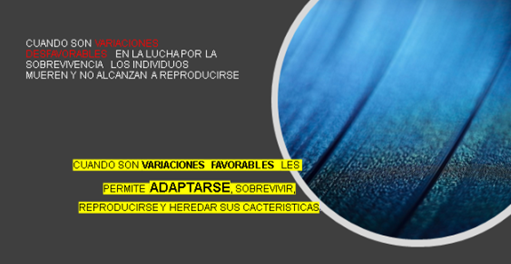 CUANDO SON VARIACIONES
DESFAVORABLES EN LA LUCHA POR LA
SOBREVIVENCIA LOS INDIVIDUOS
MUEREN Y NO ALCANZAN A REPRODUCIRSE
CUANDO SON VARIACIONES FAVORABLES LES
PERMITE ADAPTARSE, SOBREVIVIR,
REPRODUCIRSE Y HEREDAR SUS CACTERISTICAS